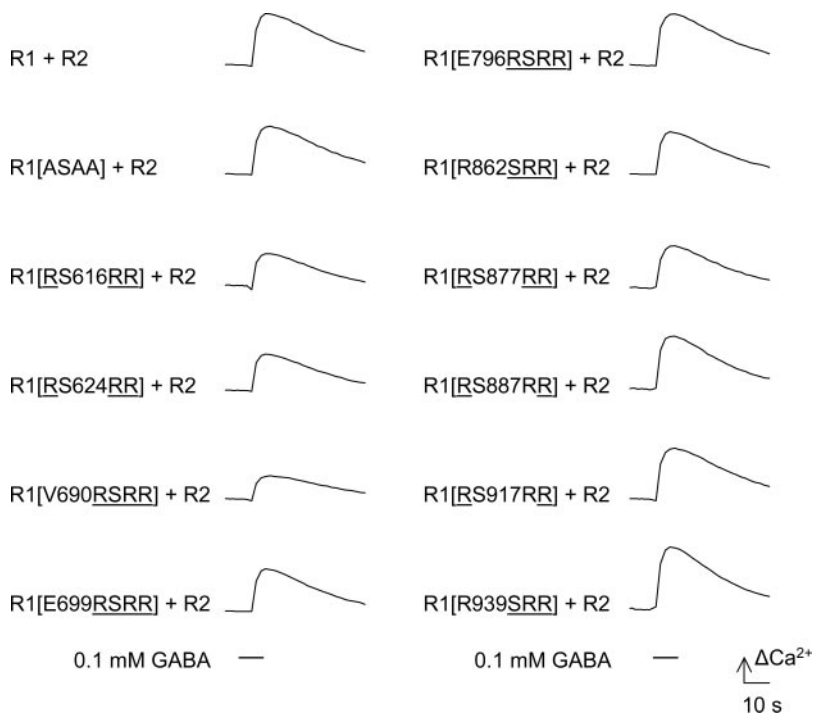 R1 + R2
R1[ASAA] + R2
R1[RS616RR] + R2
R1[RS624RR] + R2
R1[V690RSRR] + R2
R1[E699RSRR] + R2
0.1 mM GABA
R1[E796RSRR] + R2
R1[R862SRR] + R2
R1[RS877RR] + R2
R1[RS887RR] + R2
R1[RS917RR] + R2
R1[R939SRR] + R2
0.1 mM GABA
ΔCa²⁺
10 s